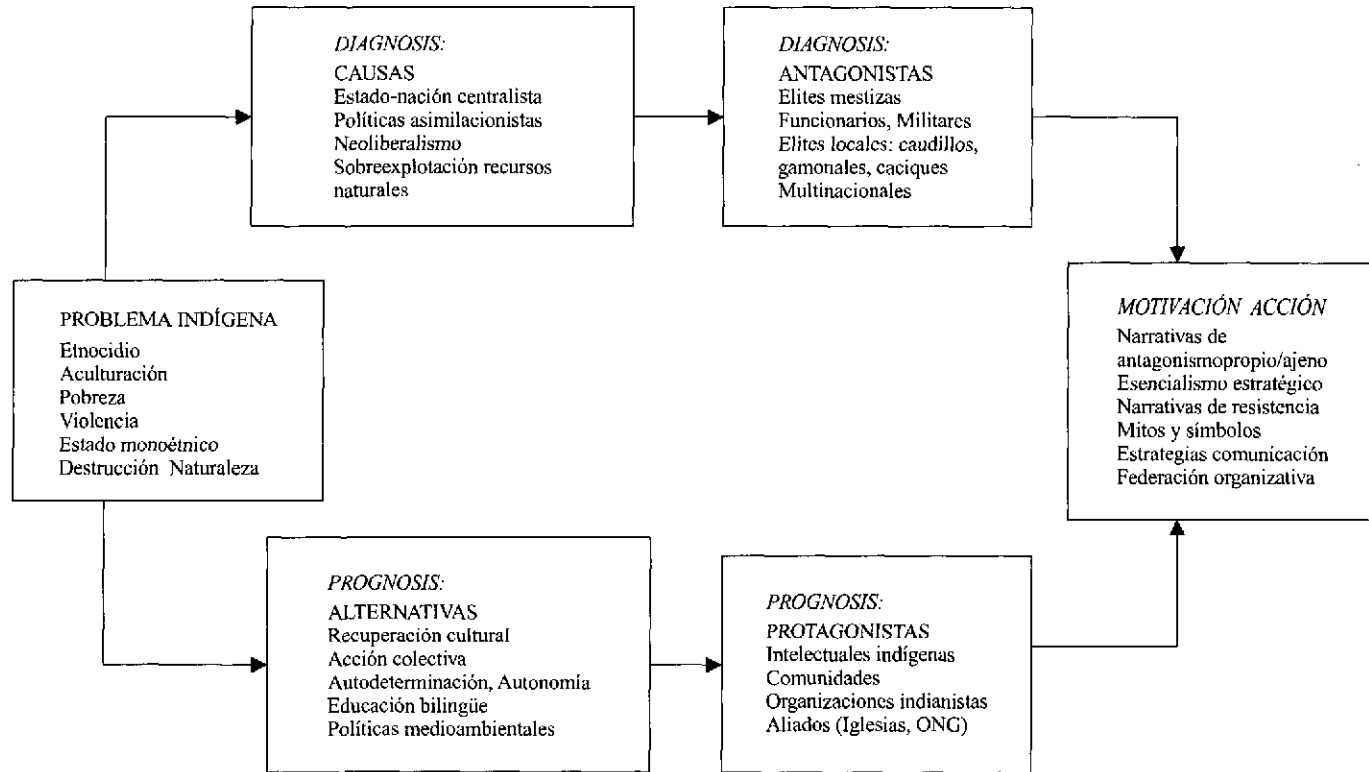 DIAGNOSIS:
CAUSAS
Estado-nación centralista
Políticas asimilacionistas
Neoliberalismo
Sobreexplotación recursos
naturales
DIAGNOSIS:
ANTAGONISTAS
Elites mestizas
Funcionarios, Militares
Elites locales: caudillos,
gamonales, caciques
Multinacionales
PROBLEMA INDÍGENA
Etnocidio
Aculturación
Pobreza
Violencia
Estado monoétnico
Destrucción Naturaleza
MOTIVACIÓN ACCIÓN
Narrativas de
antagonismopropio/ajeno
Esencialismo estratégico
Narrativas de resistencia
Mitos y símbolos
Estrategias comunicación
Federación organizativa
PROGNOSIS:
ALTERNATIVAS
Recuperación cultural
Acción colectiva
Autodeterminación, Autonomía
Educación bilingüe
Políticas medioambientales
PROGNOSIS:
PROTAGONISTAS
Intelectuales indígenas
Comunidades
Organizaciones indianistas
Aliados (Iglesias, ONG)